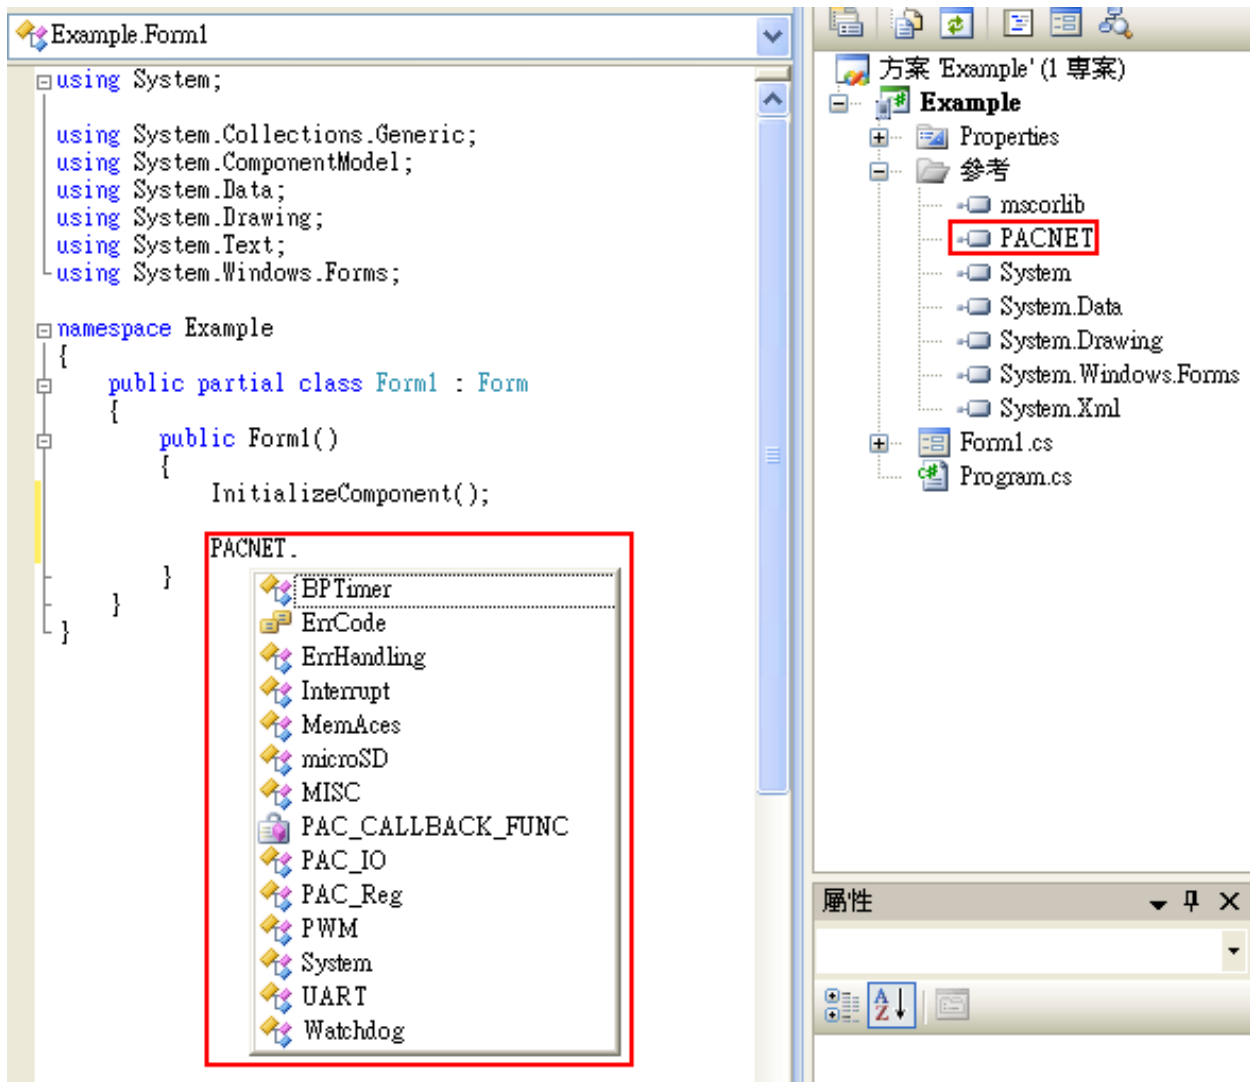 Example.Form1
using System;
using System.Collections.Generic;
using System.ComponentModel;
using System.Data;
using System.Drawing;
using System.Text;
using System.Windows.Forms;
namespace Example
{
public partial class Form1 : Form
{
public Form1()
{
InitializeComponent();
PACNET.
}
}
}
BPTimer
ErrCode
ErrHandling
Interrupt
MemAces
microSD
MISC
PAC_CALLBACK_FUNC
PAC_IO
PAC_Reg
PWM
System
UART
Watchdog
方案 'Example' (1 專案)
Example
Properties
參考
mscorlib
PACNET
System
System.Data
System.Drawing
System.Windows.Forms
System.Xml
Form1.cs
Program.cs
屬性